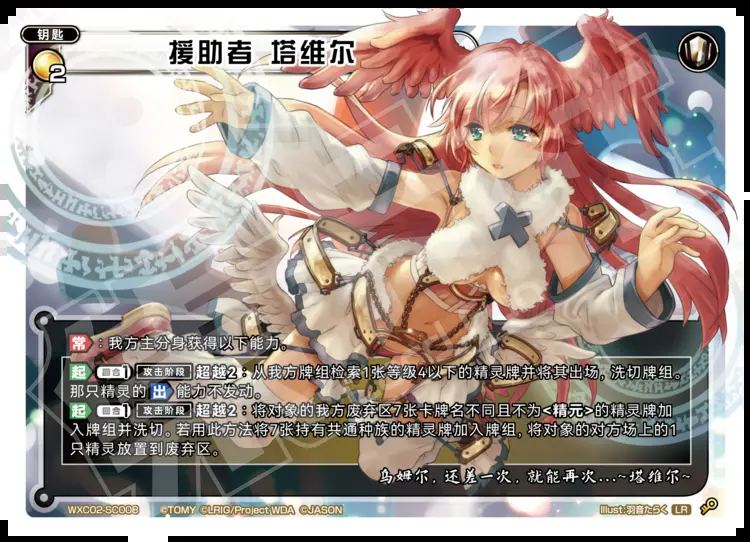 钥匙
援助者 塔维尔
2
常：我方主分身获得以下能力。
起 回合1 攻击阶段 超越2：从我方牌组检索1张等级4以下的精灵牌并将其出场，洗切牌组。
那只精灵的 出 能力不发动。
起 回合1 攻击阶段 超越2：将对象的我方废弃区7张卡牌名不同且不为<精元>的精灵牌加
入牌组并洗切。若用此方法将7张持有共通种族的精灵牌加入牌组，将对象的对方场上的1
只精灵放置到废弃区。
乌姆尔，还差一次，就能再次...~塔维尔~
WXC02-SC00B ©TOMY ©LRIG/Project WDA ©JASON Illust:羽音たらく LR